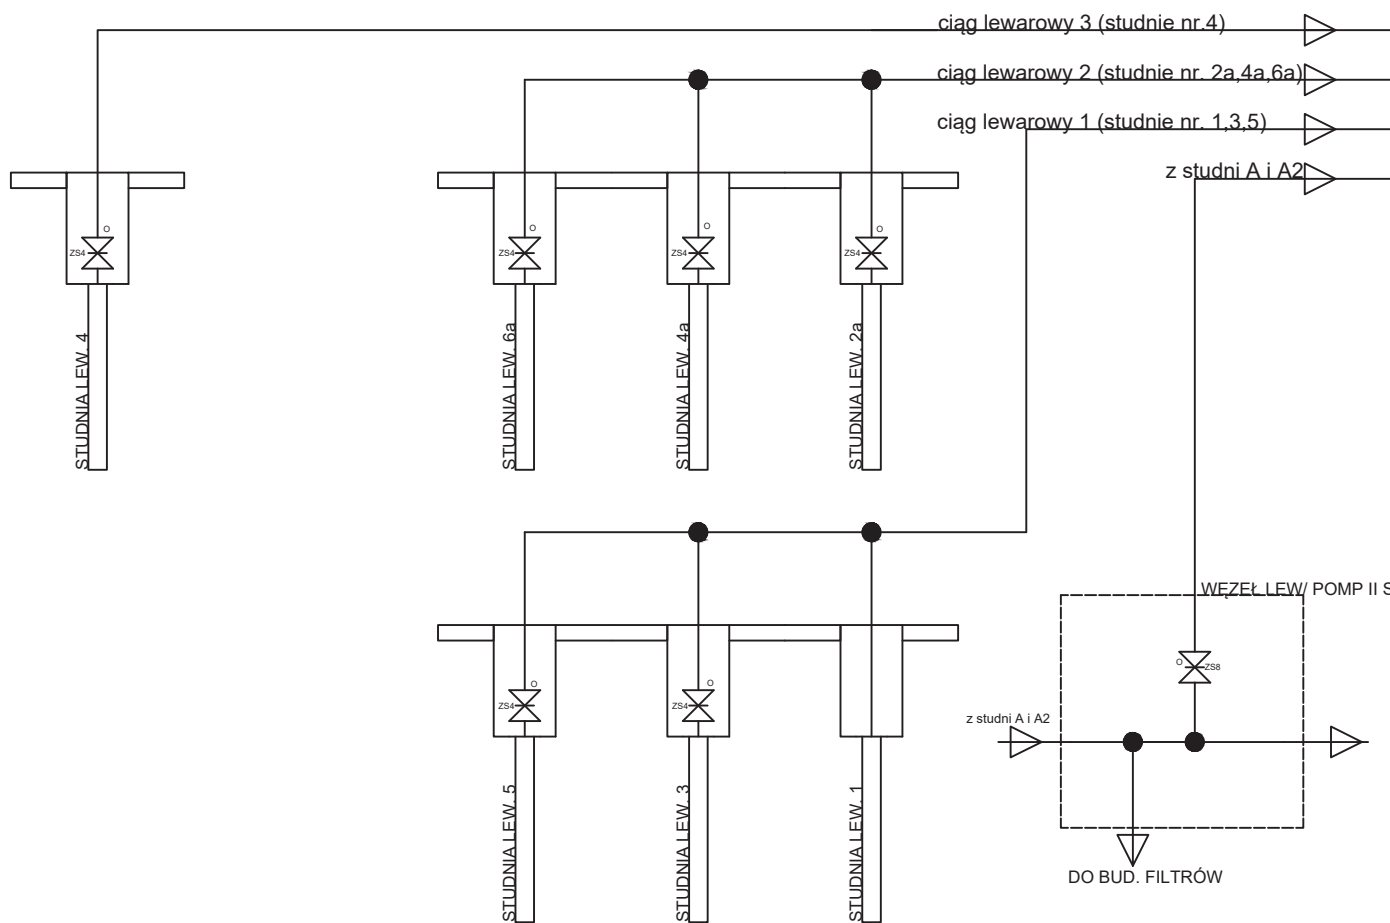 ciąg lewarowy 3 (studnie nr.4)
ciąg lewarowy 2 (studnie nr. 2a,4a,6a)
ciąg lewarowy 1 (studnie nr. 1,3,5)
z studni A i A2
O
ZS4
O
ZS4
O
ZS4
O
ZS4
STUDNIA LEW. 4
STUDNIA LEW. 6a
STUDNIA LEW. 4a
STUDNIA LEW. 2a
WĘZEŁ LEW/ POMP II S
O
ZS8
O
ZS4
O
ZS4
z studni A i A2
STUDNIA LEW. 5
STUDNIA LEW. 3
STUDNIA LEW. 1
DO BUD. FILTRÓW